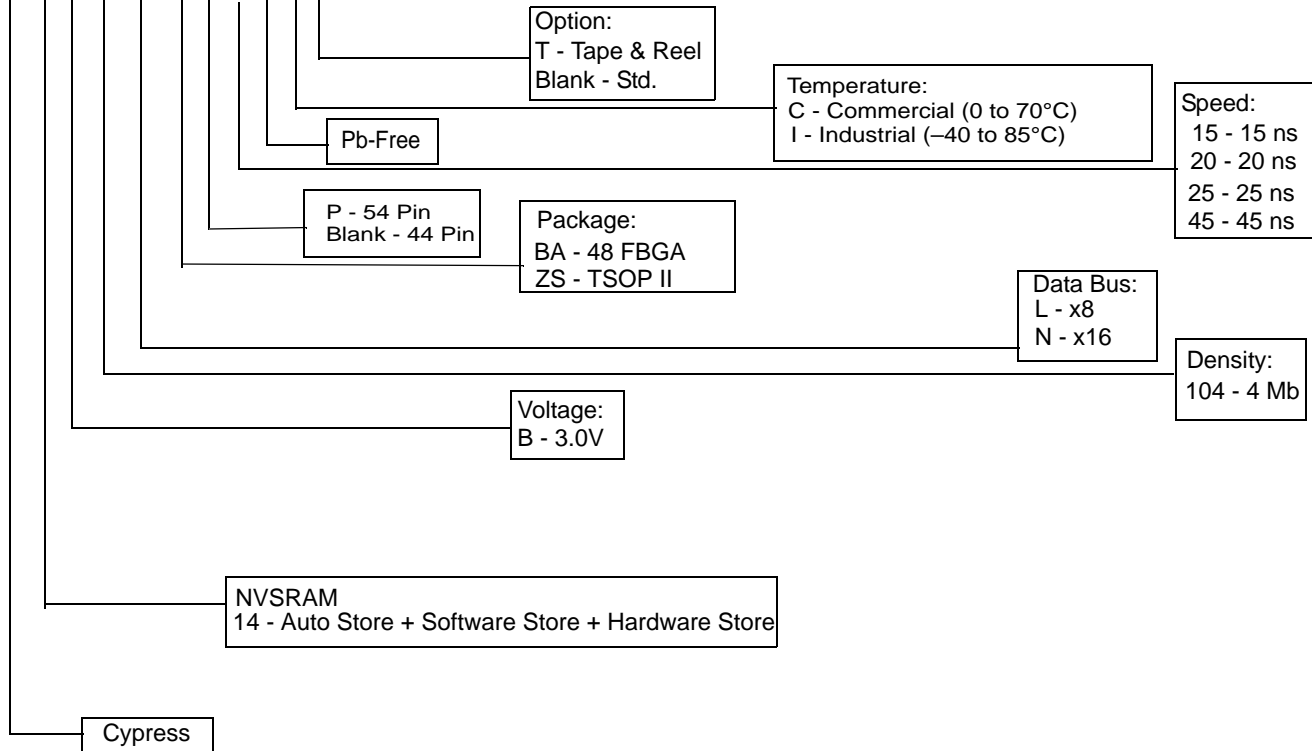 Option:
T - Tape & Reel
Blank - Std.
Temperature:
C - Commercial (0 to 70°C)
I - Industrial (–40 to 85°C)
Speed:
15 - 15 ns
20 - 20 ns
25 - 25 ns
45 - 45 ns
Pb-Free
P - 54 Pin
Blank - 44 Pin
Package:
BA - 48 FBGA
ZS - TSOP II
Data Bus:
L - x8
N - x16
Density:
104 - 4 Mb
Voltage:
B - 3.0V
NVSRAM
14 - Auto Store + Software Store + Hardware Store
Cypress